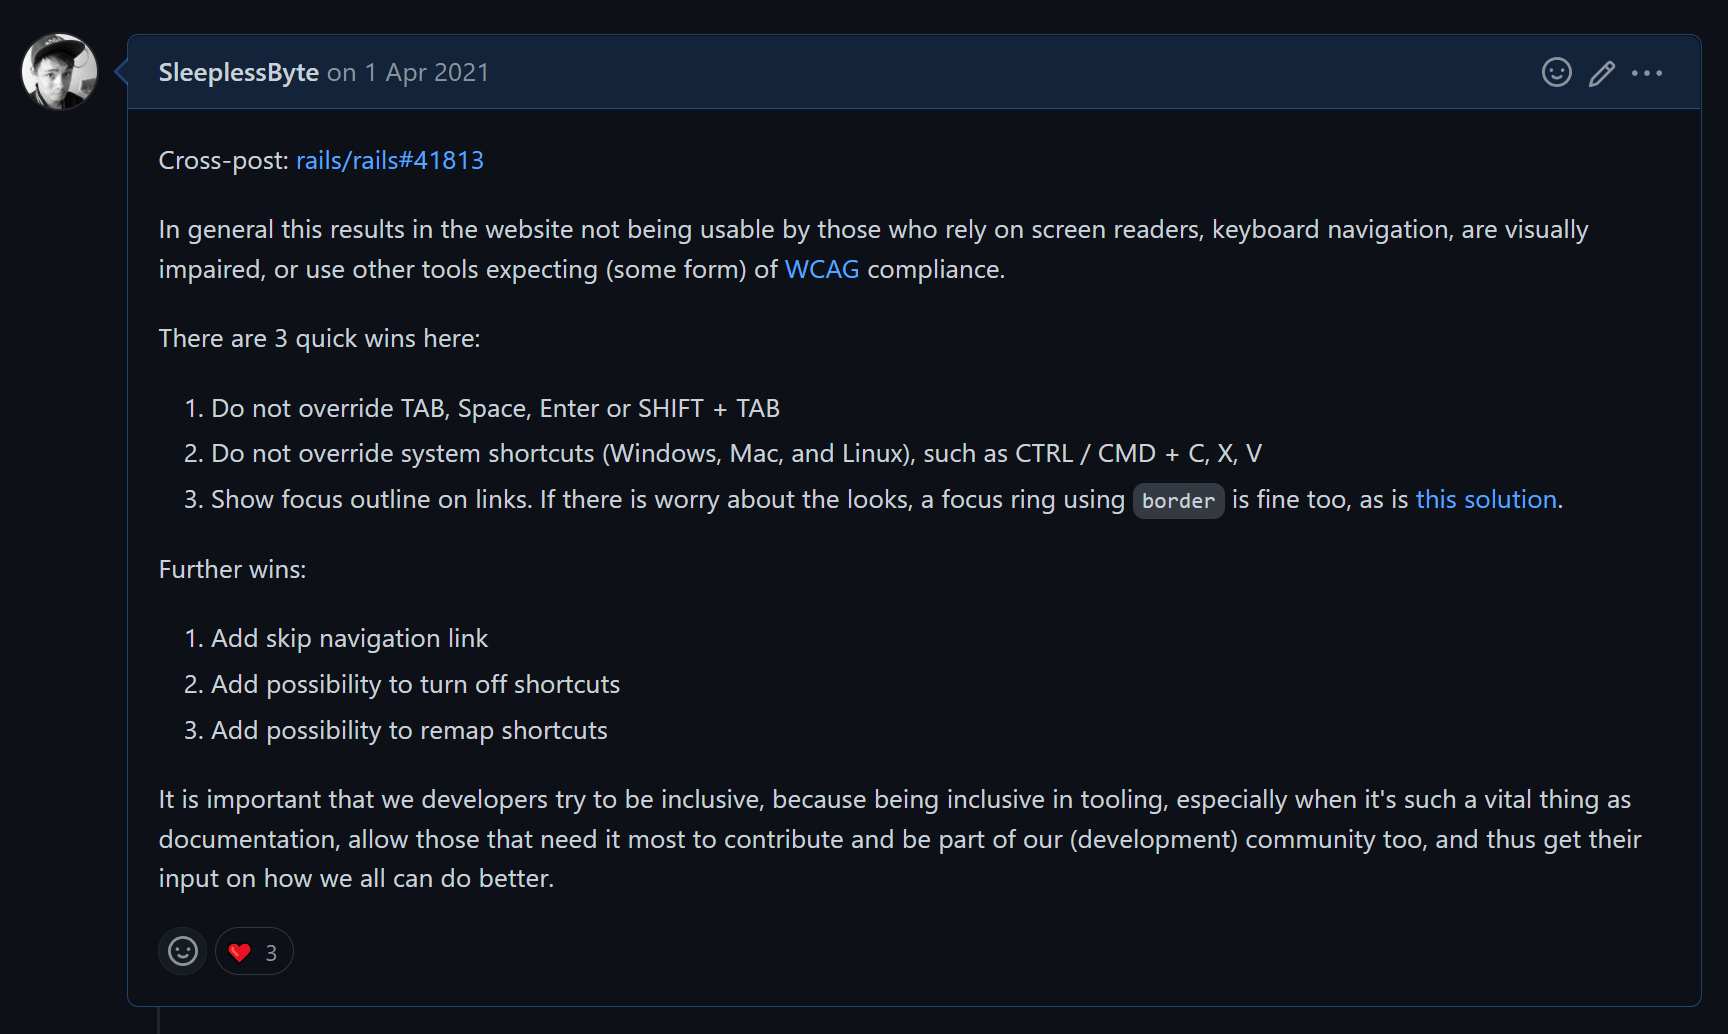 SleeplessByte on 1 Apr 2021
Cross-post: rails/rails#41813
In general this results in the website not being usable by those who rely on screen readers, keyboard navigation, are visually
impaired, or use other tools expecting (some form) of WCAG compliance.
There are 3 quick wins here:
1. Do not override TAB, Space, Enter or SHIFT + TAB
2. Do not override system shortcuts (Windows, Mac, and Linux), such as CTRL / CMD + C, X, V
3. Show focus outline on links. If there is worry about the looks, a focus ring using border is fine too, as is this solution.
Further wins:
1. Add skip navigation link
2. Add possibility to turn off shortcuts
3. Add possibility to remap shortcuts
It is important that we developers try to be inclusive, because being inclusive in tooling, especially when it's such a vital thing as
documentation, allow those that need it most to contribute and be part of our (development) community too, and thus get their
input on how we all can do better.
3